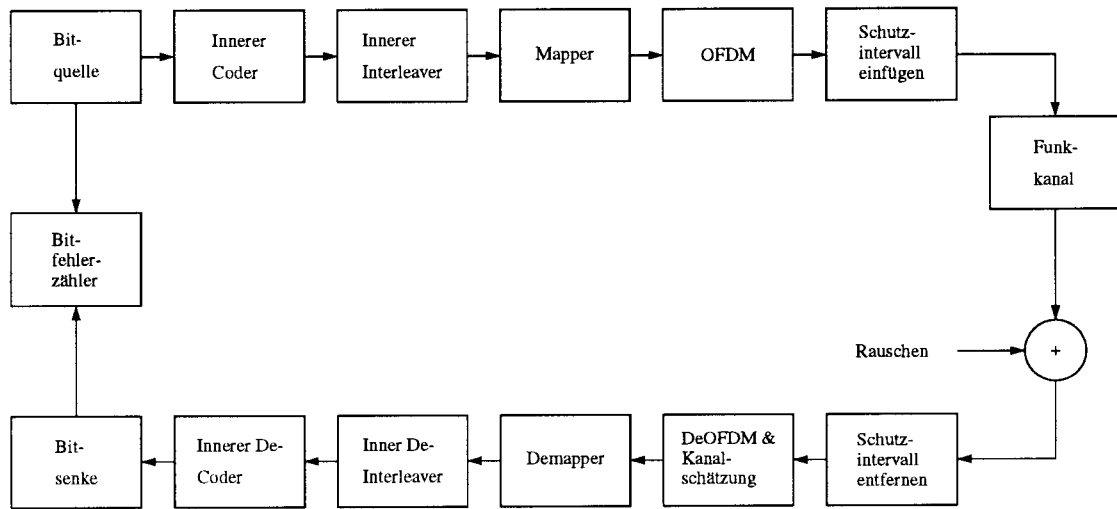 Bit-
quelle
Innerer
Coder
Innerer
Interleaver
Mapper
OFDM
Schutz-
intervall
einfügen
Funk-
kanal
Bit-
fehler-
zähler
Rauschen
+
Bit-
senke
Innerer De-
Coder
Inner De-
Interleaver
Demapper
DeOFDM &
Kanal-
schätzung
Schutz-
intervall
entfernen